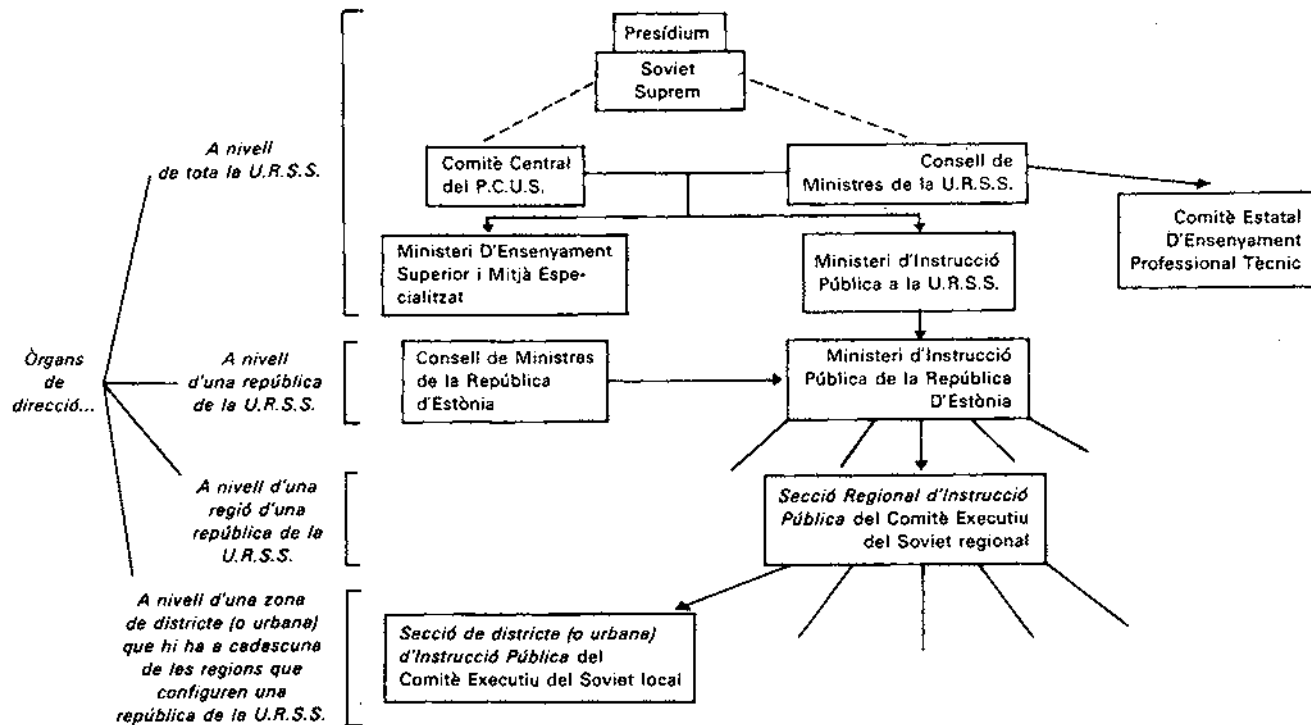 Presídium
Soviet
Suprem
A nivell
de tota la U.R.S.S.
Comitè Central
del P.C.U.S.
Consell de
Ministres de la U.R.S.S.
Comitè Estatal
D'Ensenyament
Professional Tècnic
Ministeri D'Ensenyament
Superior i Mitjà Espe-
cialitzat
Ministeri d'Instrucció
Pública a la U.R.S.S.
Òrgans
de
direcció...
A nivell
d'una república
de la U.R.S.S.
Consell de Ministres
de la República
d'Estònia
Ministeri d'Instrucció
Pública de la República
D'Estònia
A nivell d'una
regió d'una
república de la
U.R.S.S.
Secció Regional d'Instrucció
Pública del Comitè Executiu
del Soviet regional
A nivell d'una zona
de districte (o urbana)
que hi ha a cadascuna
de les regions que
configuren una
república de la U.R.S.S.
Secció de districte (o urbana)
d'Instrucció Pública del
Comitè Executiu del Soviet local